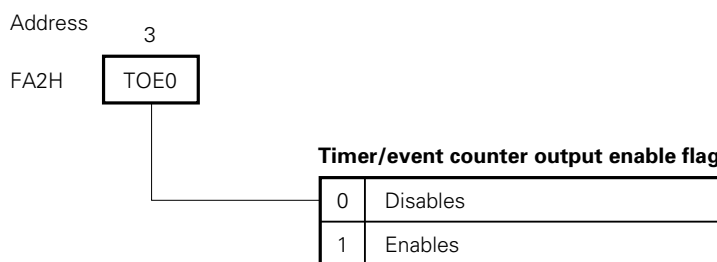 Address
3
FA2H TOE0
Timer/event counter output enable flag
0 Disables
1 Enables